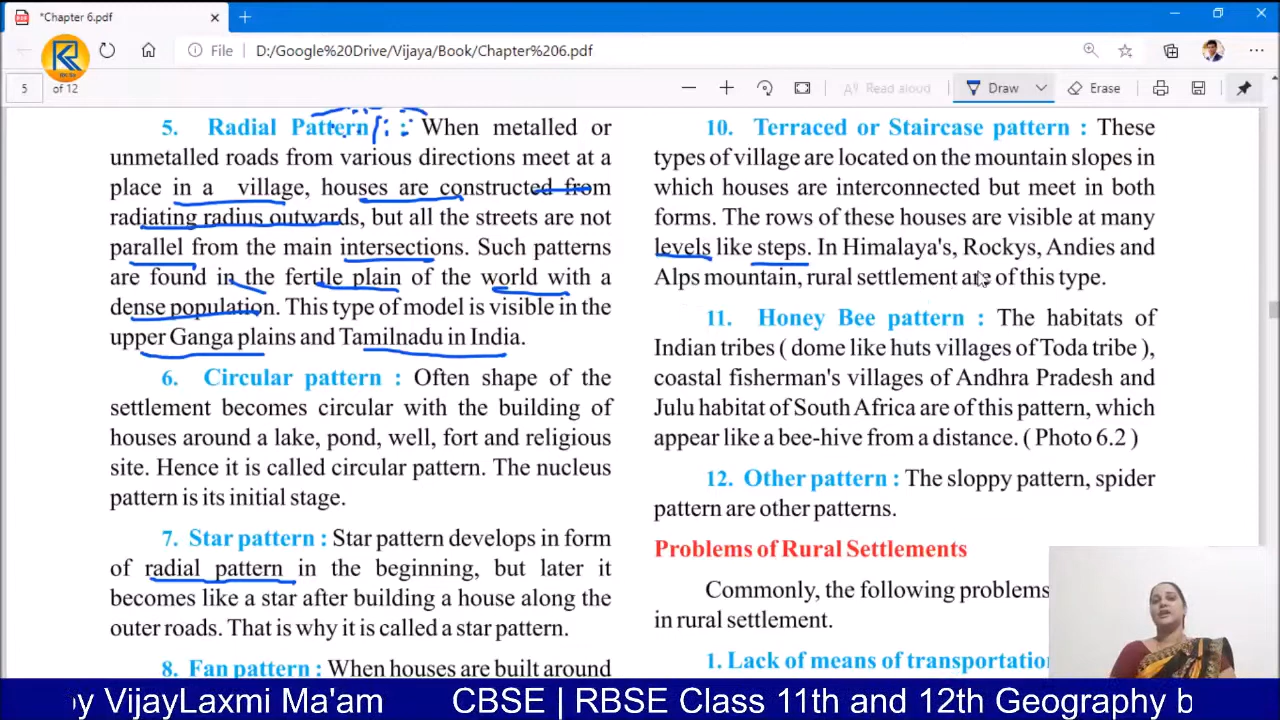 *Chapter 6.pdf
File D:/Google%20Drive/Vijaya/Book/Chapter%206.pdf
5 of 12
Read aloud
Draw
Erase
5. Radial Pattern : When metalled or
unmetalled roads from various directions meet at a
place in a village, houses are constructed from
radiating radius outwards, but all the streets are not
parallel from the main intersections. Such patterns
are found in the fertile plain of the world with a
dense population. This type of model is visible in the
upper Ganga plains and Tamilnadu in India.
6. Circular pattern : Often shape of the
settlement becomes circular with the building of
houses around a lake, pond, well, fort and religious
site. Hence it is called circular pattern. The nucleus
pattern is its initial stage.
7. Star pattern : Star pattern develops in form
of radial pattern in the beginning, but later it
becomes like a star after building a house along the
outer roads. That is why it is called a star pattern.
8. Fan pattern : When houses are built around
10. Terraced or Staircase pattern : These
types of village are located on the mountain slopes in
which houses are interconnected but meet in both
forms. The rows of these houses are visible at many
levels like steps. In Himalaya's, Rockys, Andies and
Alps mountain, rural settlement are of this type.
11. Honey Bee pattern : The habitats of
Indian tribes ( dome like huts villages of Toda tribe ),
coastal fisherman's villages of Andhra Pradesh and
Julu habitat of South Africa are of this pattern, which
appear like a bee-hive from a distance. ( Photo 6.2 )
12. Other pattern : The sloppy pattern, spider
pattern are other patterns.
Problems of Rural Settlements
Commonly, the following problems
in rural settlement.
1. Lack of means of transportation
by VijayLaxmi Ma'am CBSE | RBSE Class 11th and 12th Geography b